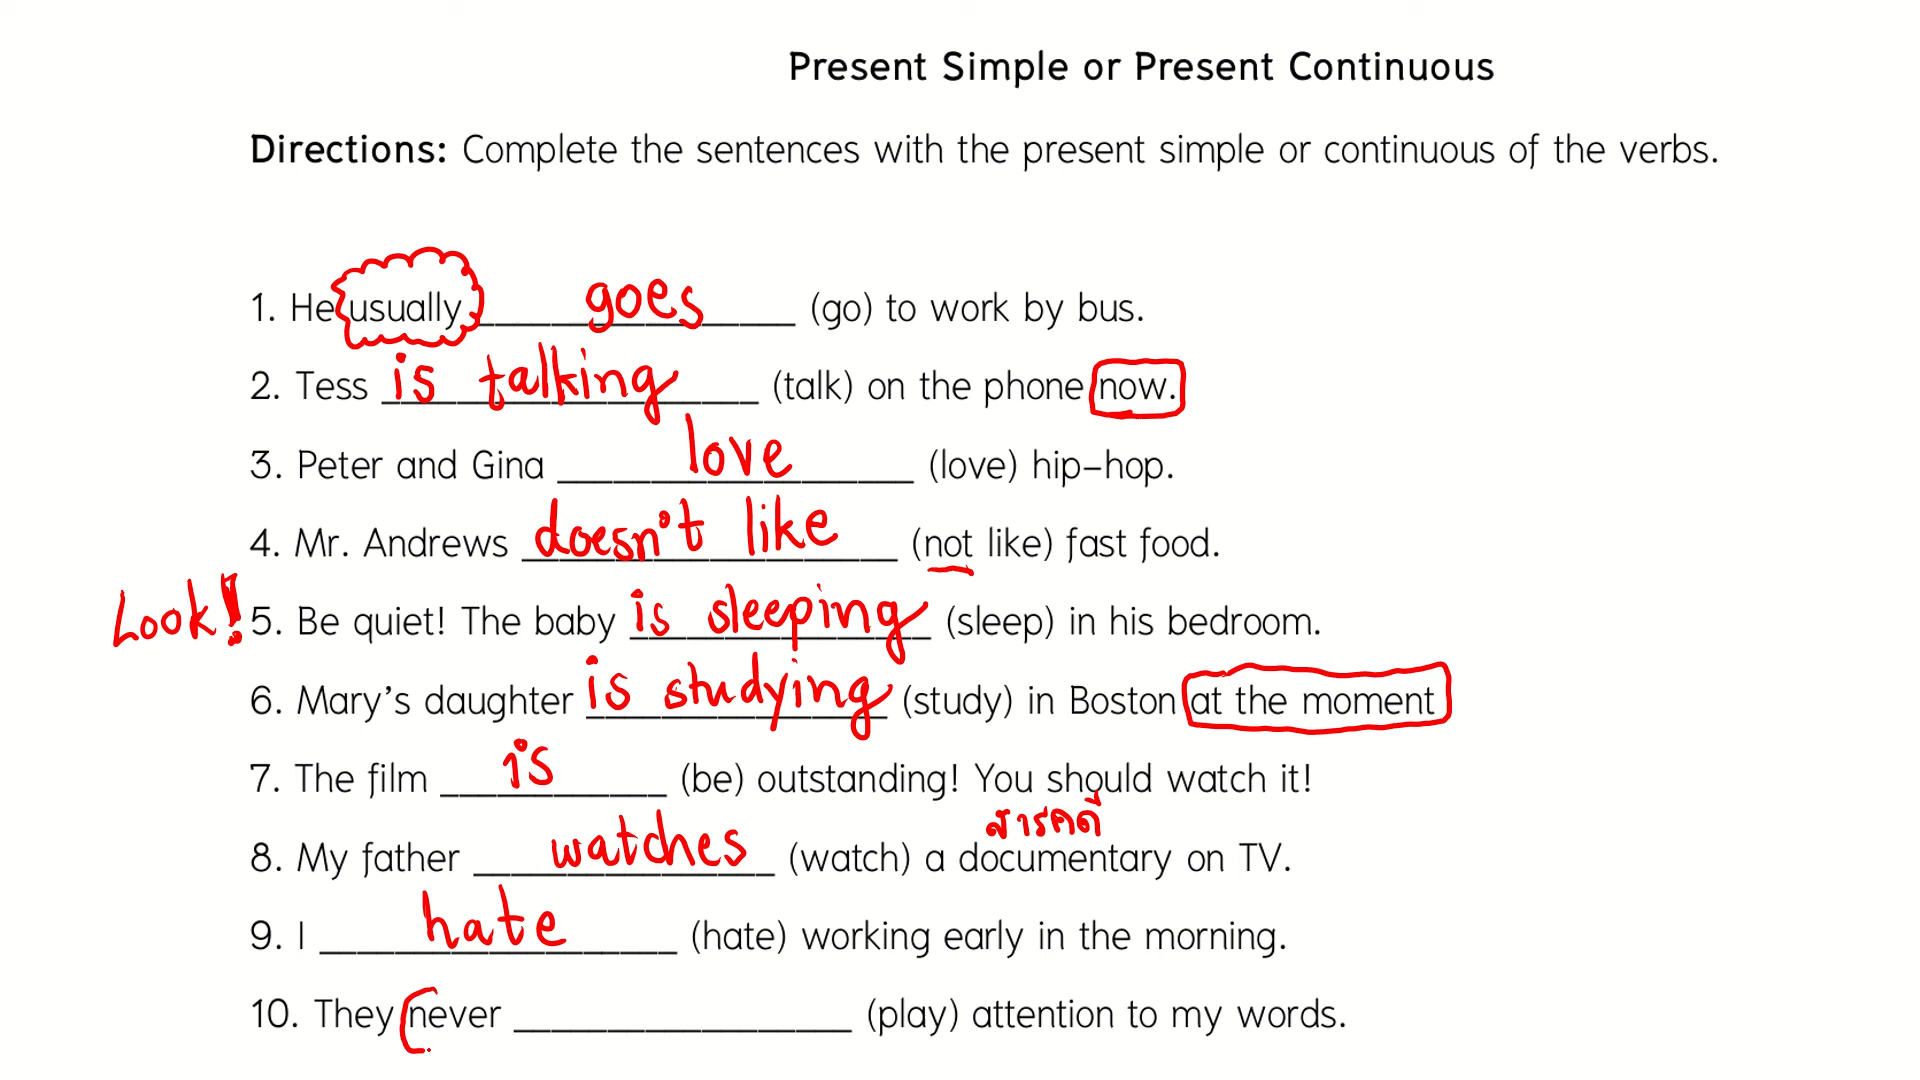 Present Simple or Present Continuous
Directions: Complete the sentences with the present simple or continuous of the verbs.
1. He usually goes (go) to work by bus.
2. Tess is talking (talk) on the phone now.
3. Peter and Gina love (love) hip-hop.
4. Mr. Andrews doesn't like (not like) fast food.
Look! 5. Be quiet! The baby is sleeping (sleep) in his bedroom.
6. Mary's daughter is studying (study) in Boston at the moment
7. The film is (be) outstanding! You should watch it!
สารคดี
8. My father watches (watch) a documentary on TV.
9. I hate (hate) working early in the morning.
10. They never ____________________ (play) attention to my words.